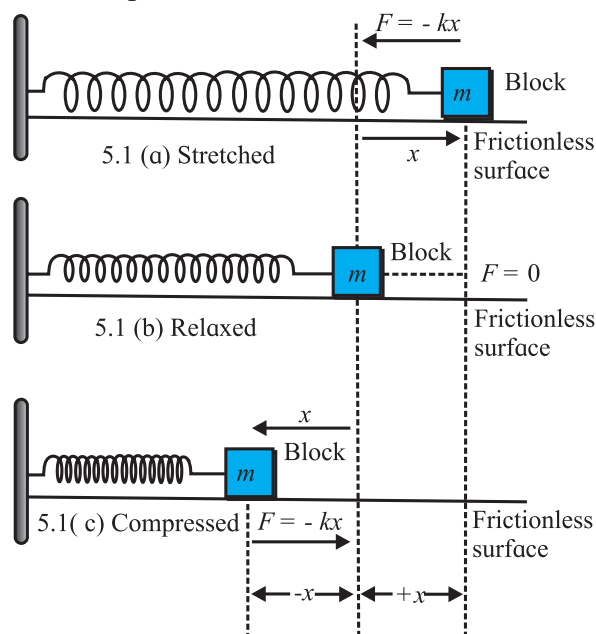 F = - kx
Block
m
x
Frictionless
surface
5.1 (a) Stretched
Block
m
F = 0
5.1 (b) Relaxed
Frictionless
surface
x
Block
m
5.1( c) Compressed
F = - kx
Frictionless
surface
-x
+x